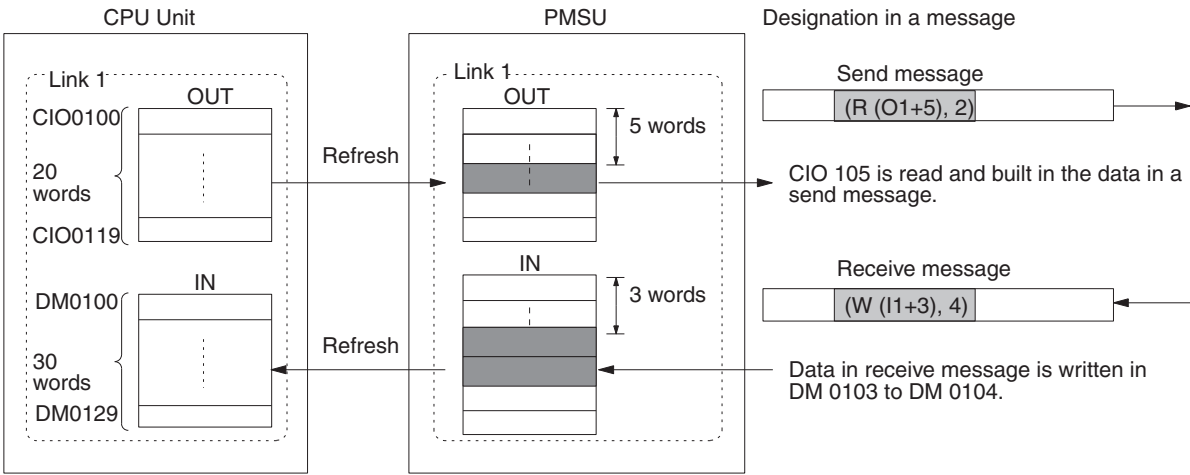 CPU Unit
PMSU
Designation in a message
Link 1
OUT
CIO0100
20
words
CIO0119
IN
DM0100
30
words
DM0129
Refresh
Refresh
Link 1
OUT
5 words
IN
3 words
Send message
(R (O1+5), 2)
CIO 105 is read and built in the data in a
send message.
Receive message
(W (I1+3), 4)
Data in receive message is written in
DM 0103 to DM 0104.